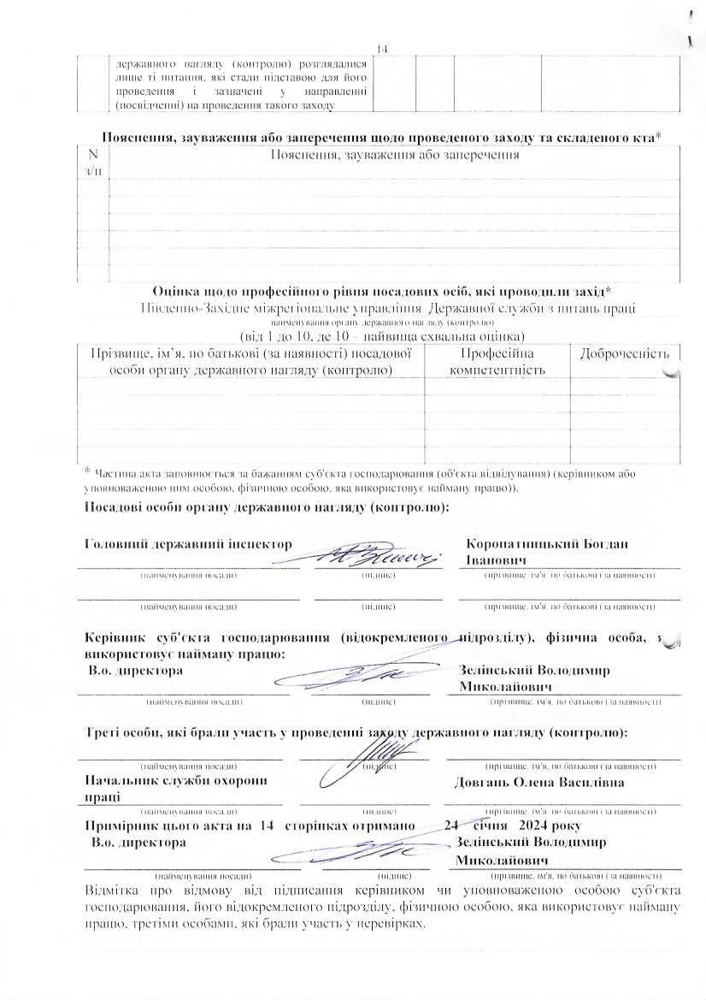 14
державного нагляду (контролю) розглядалися
лише ті питання, які стали підставою для його
проведення і зазначені у направленні
(посвідченні) на проведення такого заходу
Пояснення, зауваження або заперечення щодо проведеного заходу та складеного кта*
N Пояснення, зауваження або заперечення
з/п
Оцінка щодо професійного рівня посадових осіб, які проводили захід*
Південно-Західне міжрегіональне управління Державної служби з питань праці
найменування органу державного нагляду (контролю)
(від 1 до 10, де 10 – найвища схвальна оцінка)
Прізвище, ім’я, по батькові (за наявності) посадової Професійна Доброчесність
особи органу державного нагляду (контролю) компетентність
* Частина акта заповнюється за бажанням суб'єкта господарювання (об'єкта відвідування) (керівником або
уповноваженою ним особою, фізичною особою, яка використовує найману працю)).
Посадові особи органу державного нагляду (контролю):
Головний державний інспектор Коропатницький Богдан
Іванович
(найменування посади) (підпис) (прізвище, ім'я, по батькові (за наявності)
(найменування посади) (підпис) (прізвище, ім'я, по батькові (за наявності)
Керівник суб'єкта господарювання (відокремленого підрозділу), фізична особа, я
використовує найману працю:
В.о. директора Зелінський Володимир
Миколайович
(найменування посади) (підпис) (прізвище, ім'я, по батькові (за наявності)
Треті особи, які брали участь у проведенні заходу державного нагляду (контролю):
(найменування посади) (підпис) (прізвище, ім'я, по батькові (за наявності)
Начальник служби охорони Довгань Олена Василівна
праці
(найменування посади) (підпис) (прізвище, ім'я, по батькові (за наявності)
Примірник цього акта на 14 сторінках отримано 24 січня 2024 року
В.о. директора Зелінський Володимир
Миколайович
(найменування посади) (підпис) (прізвище, ім'я, по батькові (за наявності)
Відмітка про відмову від підписання керівником чи уповноваженою особою суб'єкта
господарювання, його відокремленого підрозділу, фізичною особою, яка використовує найману
працю, третіми особами, які брали участь у перевірках.